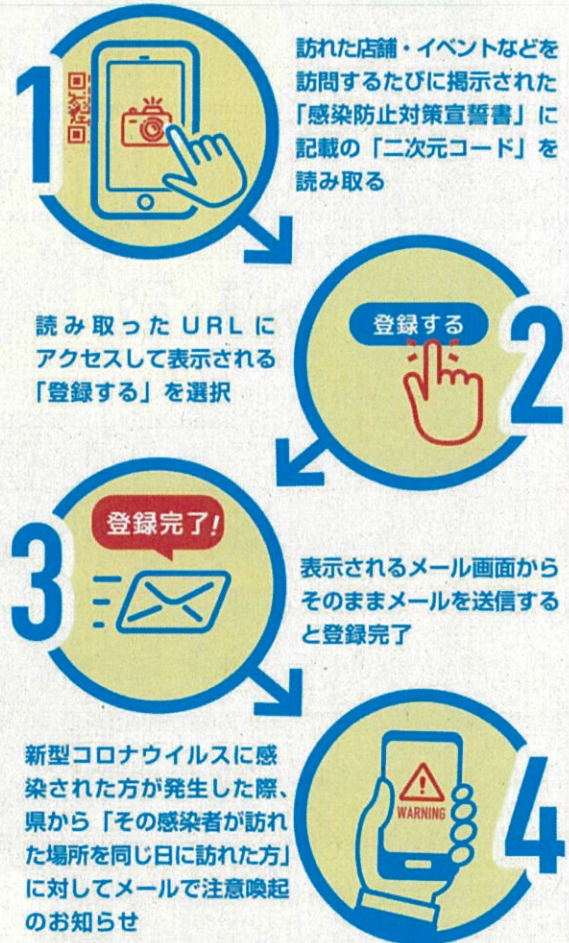 1
訪れた店舗・イベントなどを
訪問するたびに掲示された
「感染防止対策宣誓書」に
記載の「二次元コード」を
読み取る
読み取ったURLに
アクセスして表示される
「登録する」を選択
登録する
2
3
登録完了!
表示されるメール画面から
そのままメールを送信する
と登録完了
新型コロナウイルスに感
染された方が発生した際、
県から「その感染者が訪れ
た場所を同じ日に訪れた方」
に対してメールで注意喚起
のお知らせ
WARNING
4